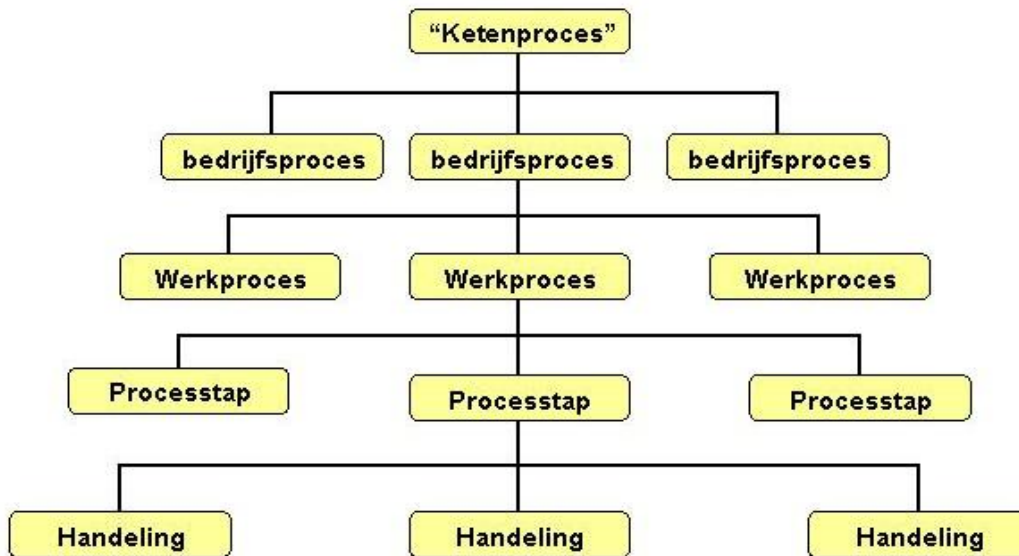 “Ketenproces”
bedrijfsproces bedrijfsproces bedrijfsproces
Werkproces Werkproces Werkproces
Processtap Processtap Processtap
Handeling Handeling Handeling